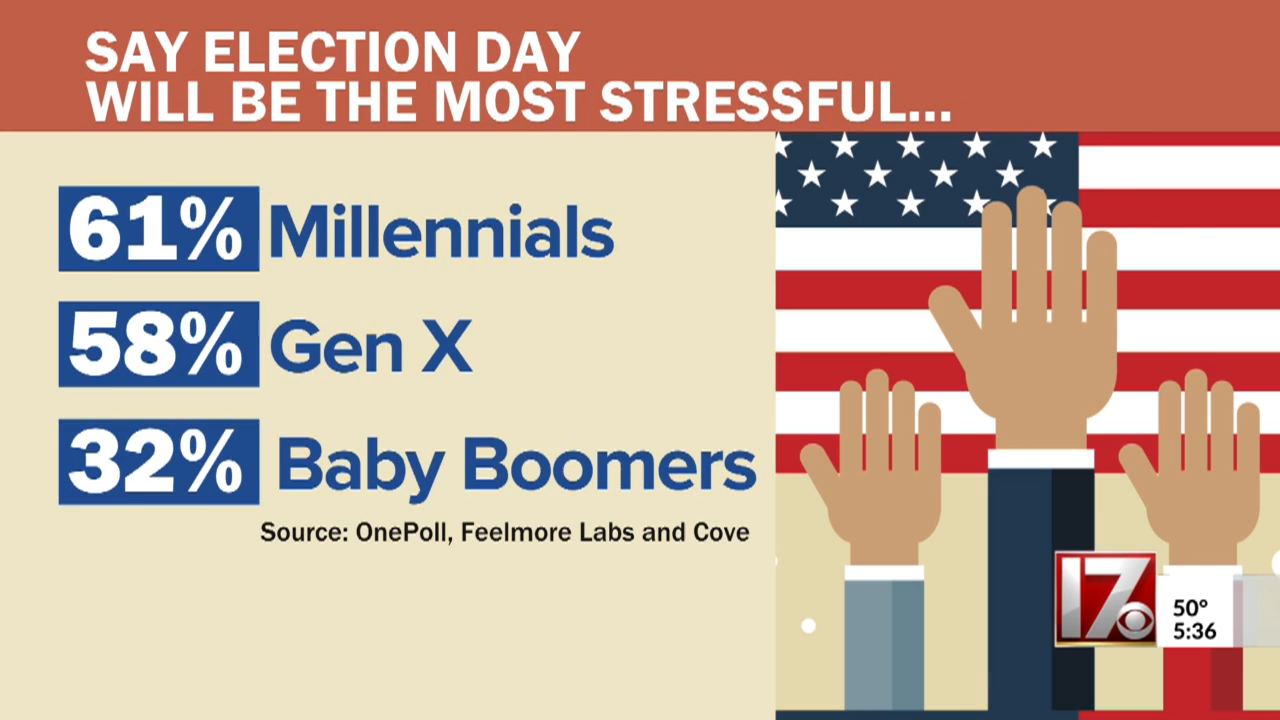 SAY ELECTION DAY
WILL BE THE MOST STRESSFUL...
61% Millennials
58% Gen X
32% Baby Boomers
Source: OnePoll, Feelmore Labs and Cove
17
50°
5:36